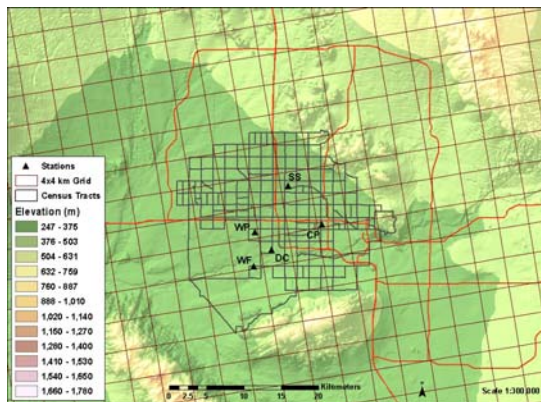 SS
WP
CP
DC
WF
Stations
4x4 km Grid
Census Tracts
Elevation (m)
247 - 375
376 - 503
504 - 631
632 - 759
760 - 887
888 - 1,010
1,020 - 1,140
1,150 - 1,270
1,280 - 1,400
1,410 - 1,530
1,540 - 1,650
1,660 - 1,780
Kilometers
0 2.5 5 10 15 20
Scale 1:300,000